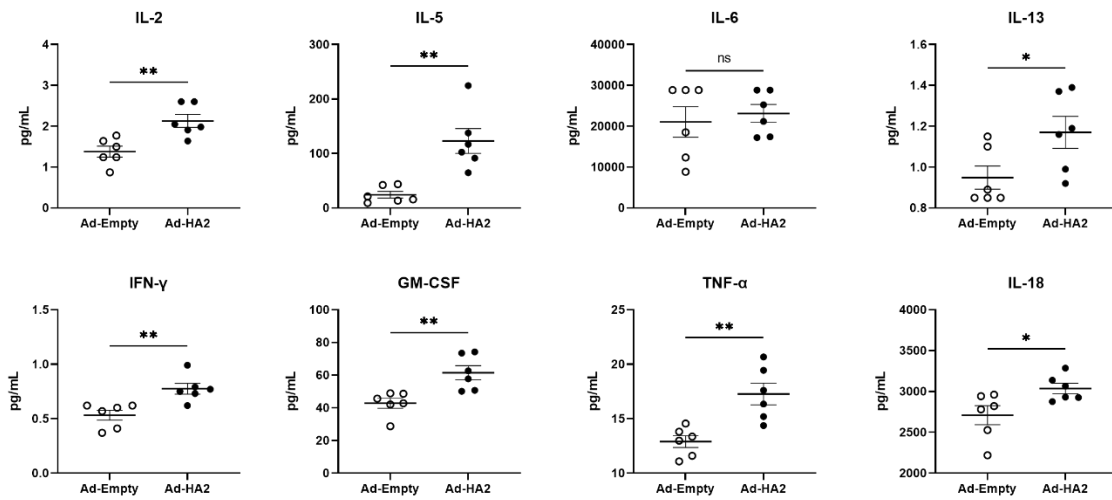 IL-2
IL-5
IL-6
IL-13
4
3
2
1
0
pg/mL
**
Ad-Empty
Ad-HA2
300
200
100
0
pg/mL
**
Ad-Empty
Ad-HA2
40000
30000
20000
10000
0
pg/mL
ns
Ad-Empty
Ad-HA2
1.6
1.4
1.2
1.0
0.8
pg/mL
*
Ad-Empty
Ad-HA2
IFN-γ
GM-CSF
TNF-α
IL-18
1.5
1.0
0.5
0.0
pg/mL
**
Ad-Empty
Ad-HA2
100
80
60
40
20
0
pg/mL
**
Ad-Empty
Ad-HA2
25
20
15
10
pg/mL
**
Ad-Empty
Ad-HA2
4000
3500
3000
2500
2000
pg/mL
*
Ad-Empty
Ad-HA2